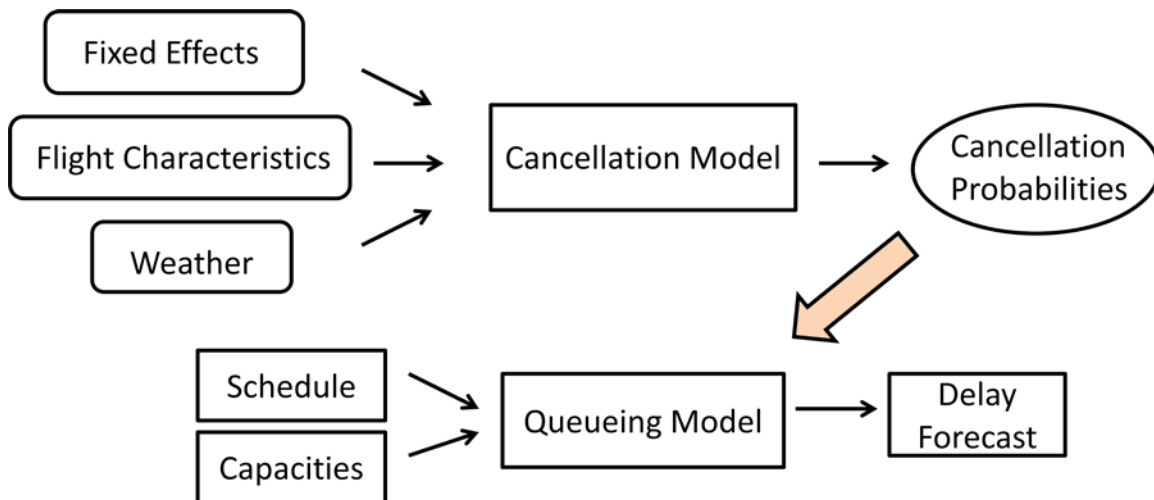 Fixed Effects
Flight Characteristics
Weather
Cancellation Model
Cancellation
Probabilities
Schedule
Capacities
Queueing Model
Delay
Forecast